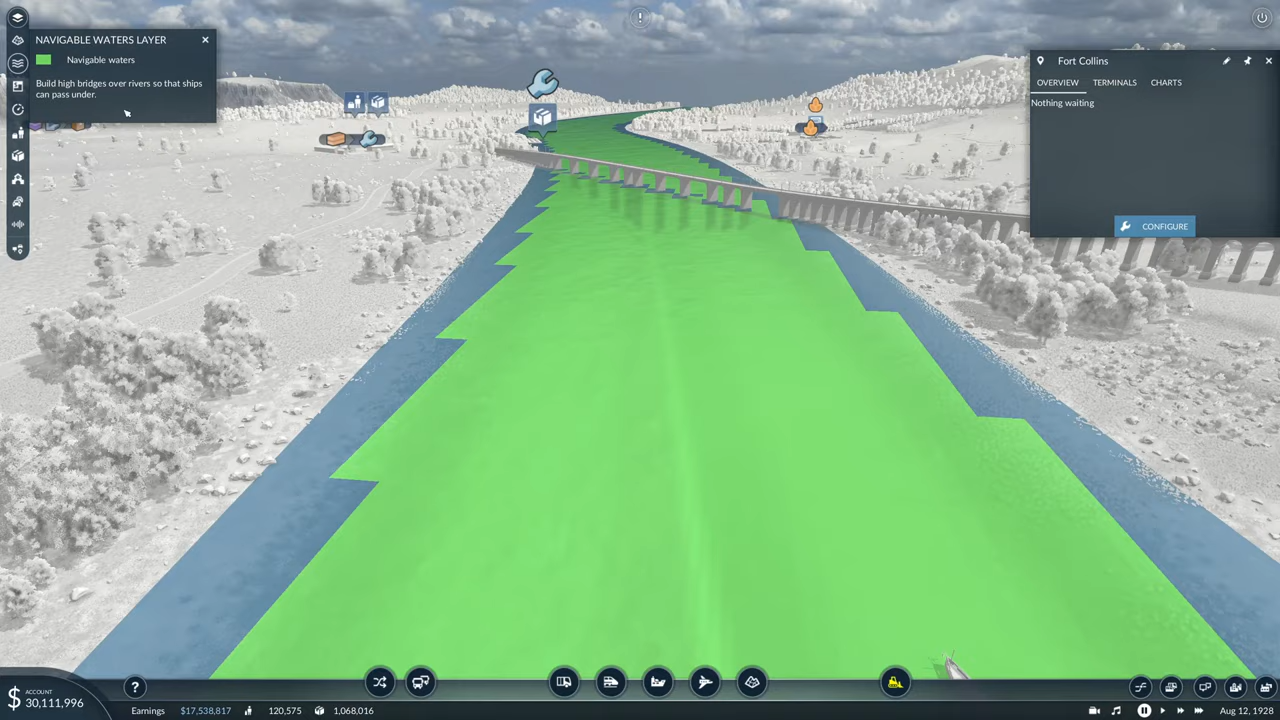 NAVIGABLE WATERS LAYER
Navigable waters
Build high bridges over rivers so that ships
can pass under.
Fort Collins
OVERVIEW TERMINALS CHARTS
Nothing waiting
CONFIGURE
$ ACCOUNT
30,111,996
?
Earnings $17,538,817 120,575 1,068,016
Aug 12, 1928